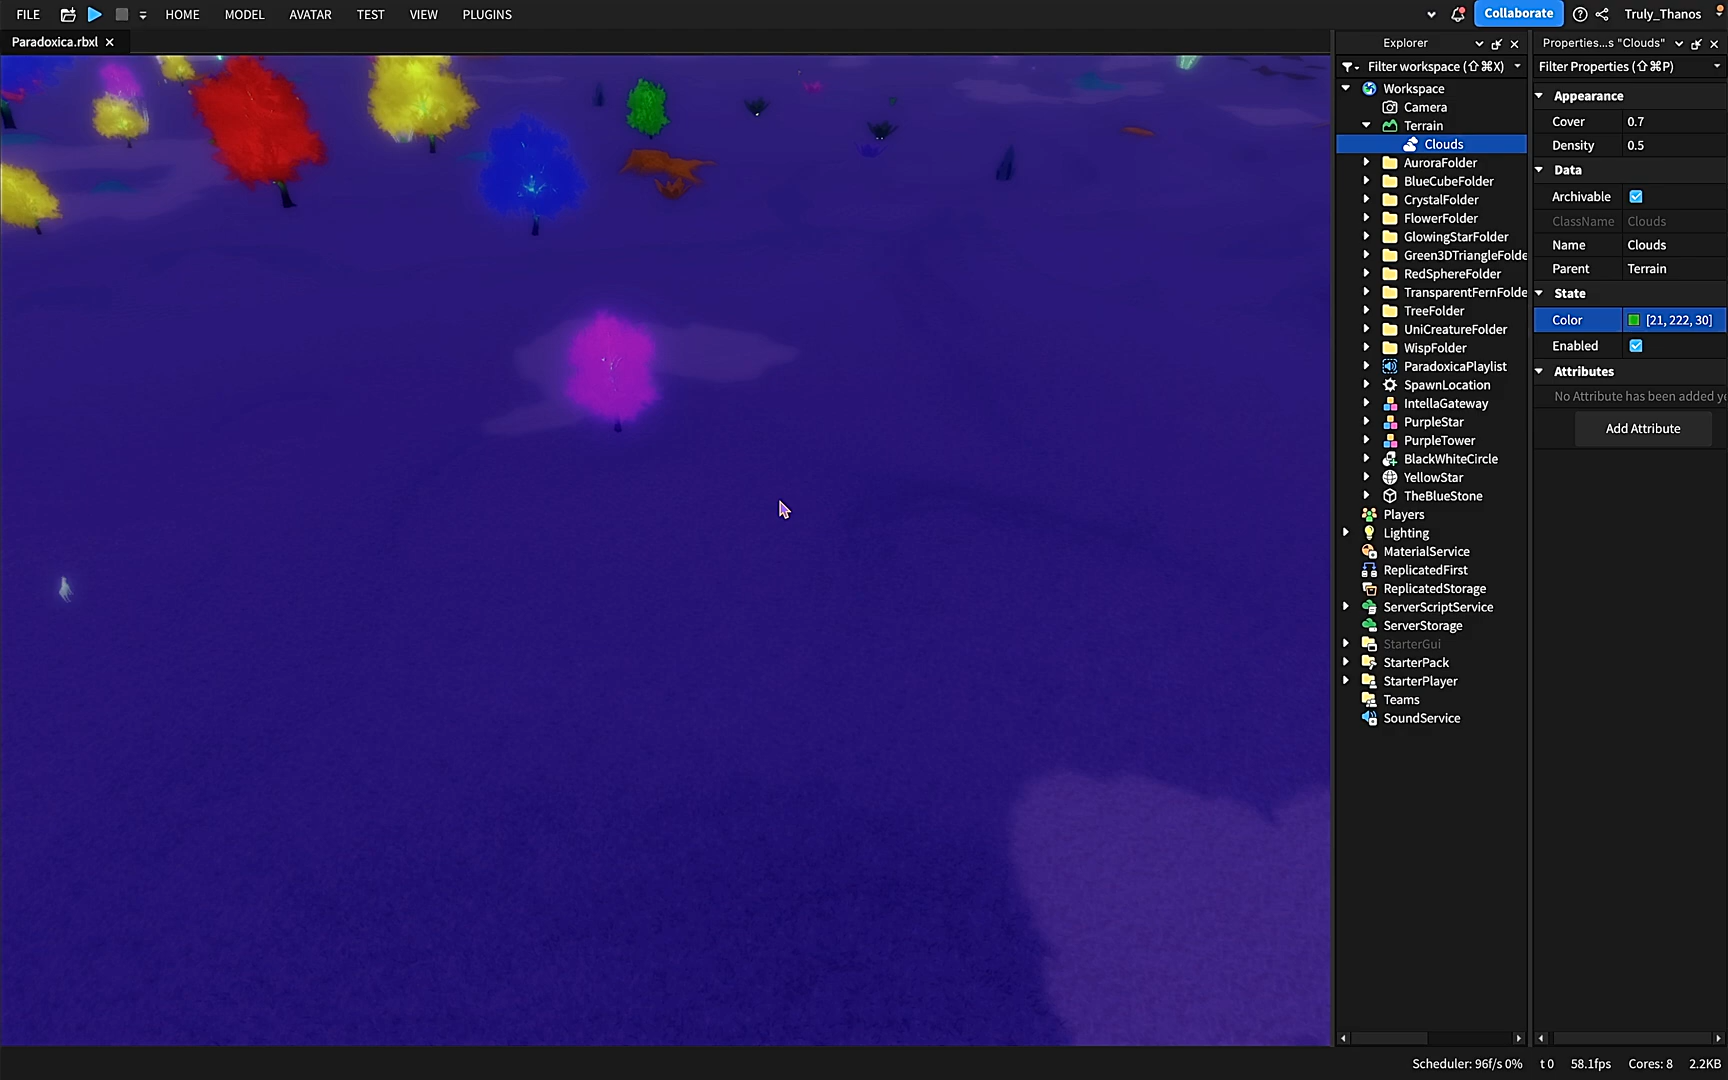 FILE HOME MODEL AVATAR TEST VIEW PLUGINS Collaborate Truly_Thanos
Paradoxica.rbxl
Explorer
Filter workspace (⇧⌘X)
Workspace
Camera
Terrain
Clouds
AuroraFolder
BlueCubeFolder
CrystalFolder
FlowerFolder
GlowingStarFolder
Green3DTriangleFolde
RedSphereFolder
TransparentFernFolde
TreeFolder
UniCreatureFolder
WispFolder
ParadoxicaPlaylist
SpawnLocation
IntellaGateway
PurpleStar
PurpleTower
BlackWhiteCircle
YellowStar
TheBlueStone
Players
Lighting
MaterialService
ReplicatedFirst
ReplicatedStorage
ServerScriptService
ServerStorage
StarterGui
StarterPack
StarterPlayer
Teams
SoundService
Properties...s "Clouds"
Filter Properties (⇧⌘P)
Appearance
Cover 0.7
Density 0.5
Data
Archivable
ClassName Clouds
Name Clouds
Parent Terrain
State
Color [21, 222, 30]
Enabled
Attributes
No Attribute has been added ye
Add Attribute
Scheduler: 96f/s 0% t 0 58.1fps Cores: 8 2.2KB